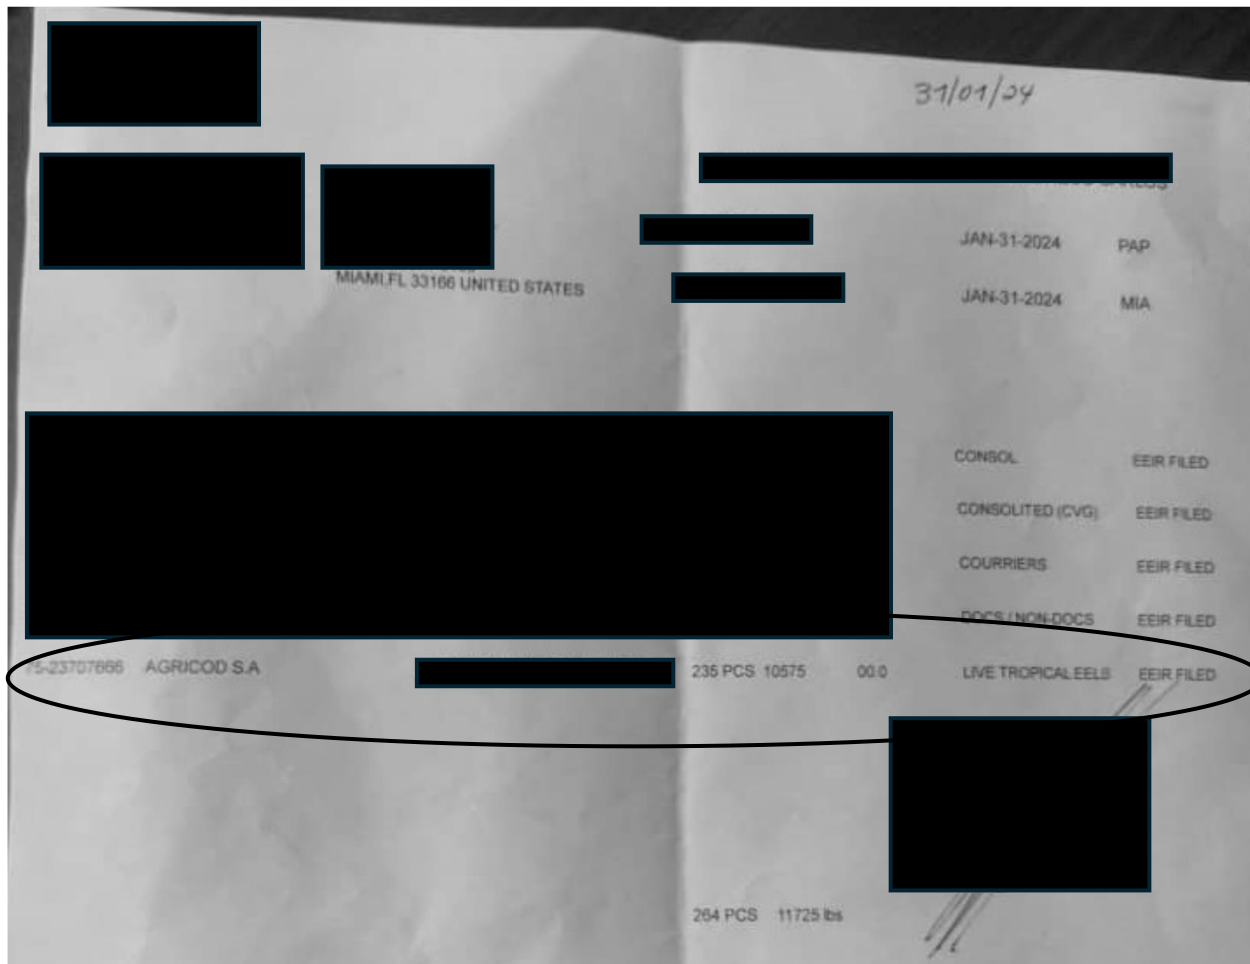 31/01/24
JAN-31-2024 PAP
MIAMI,FL 33166 UNITED STATES
JAN-31-2024 MIA
CONSOL EEIR FILED
CONSOLITED (CVG) EEIR FILED
COURRIERS EEIR FILED
DOCS / NON-DOCS EEIR FILED
5-23707666 AGRICOD S.A 235 PCS 10575 00.0 LIVE TROPICAL EELS EEIR FILED
264 PCS 11725 lbs